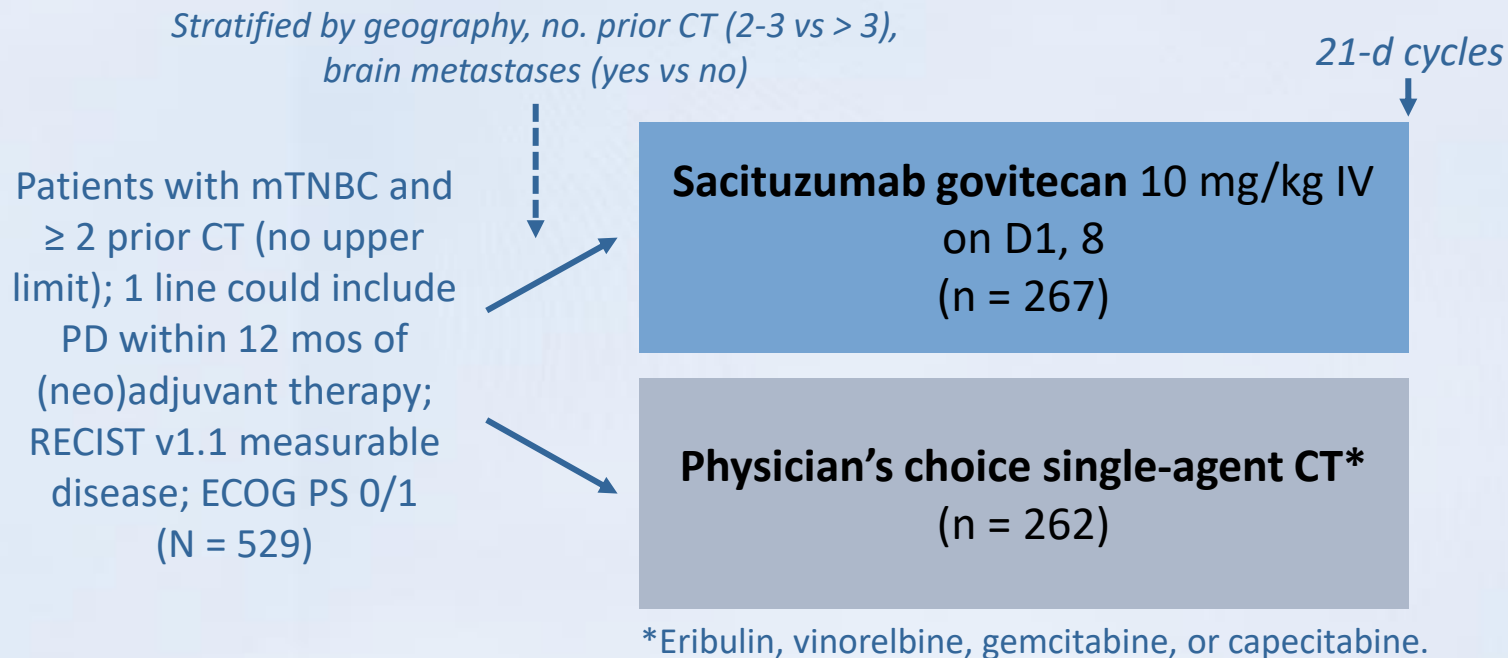 Stratified by geography, no. prior CT (2-3 vs > 3),
brain metastases (yes vs no)
21-d cycles
Patients with mTNBC and
≥ 2 prior CT (no upper
limit); 1 line could include
PD within 12 mos of
(neo)adjuvant therapy;
RECIST v1.1 measurable
disease; ECOG PS 0/1
(N = 529)
Sacituzumab govitecan 10 mg/kg IV
on D1, 8
(n = 267)
Physician’s choice single-agent CT*
(n = 262)
*Eribulin, vinorelbine, gemcitabine, or capecitabine.